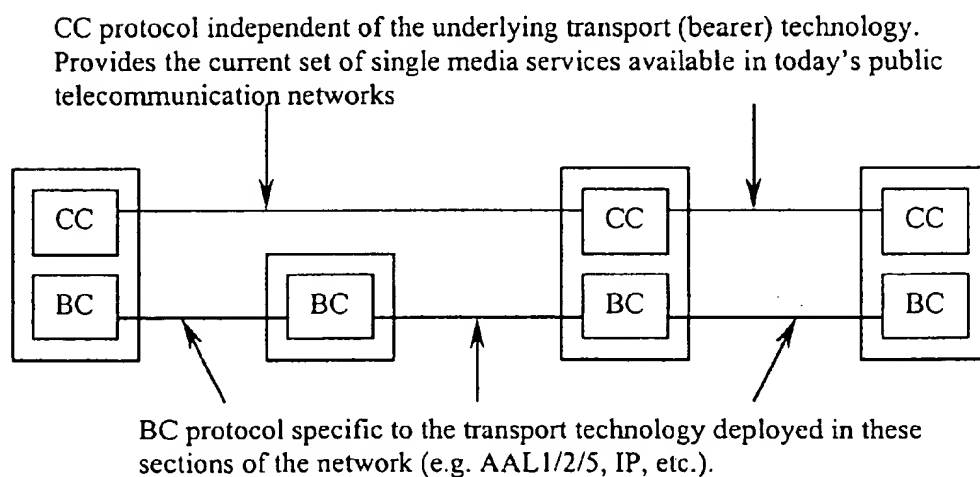 CC protocol independent of the underlying transport (bearer) technology.
Provides the current set of single media services available in today's public
telecommunication networks
CC
CC
CC
BC
BC
BC
BC
BC protocol specific to the transport technology deployed in these
sections of the network (e.g. AAL1/2/5, IP, etc.).